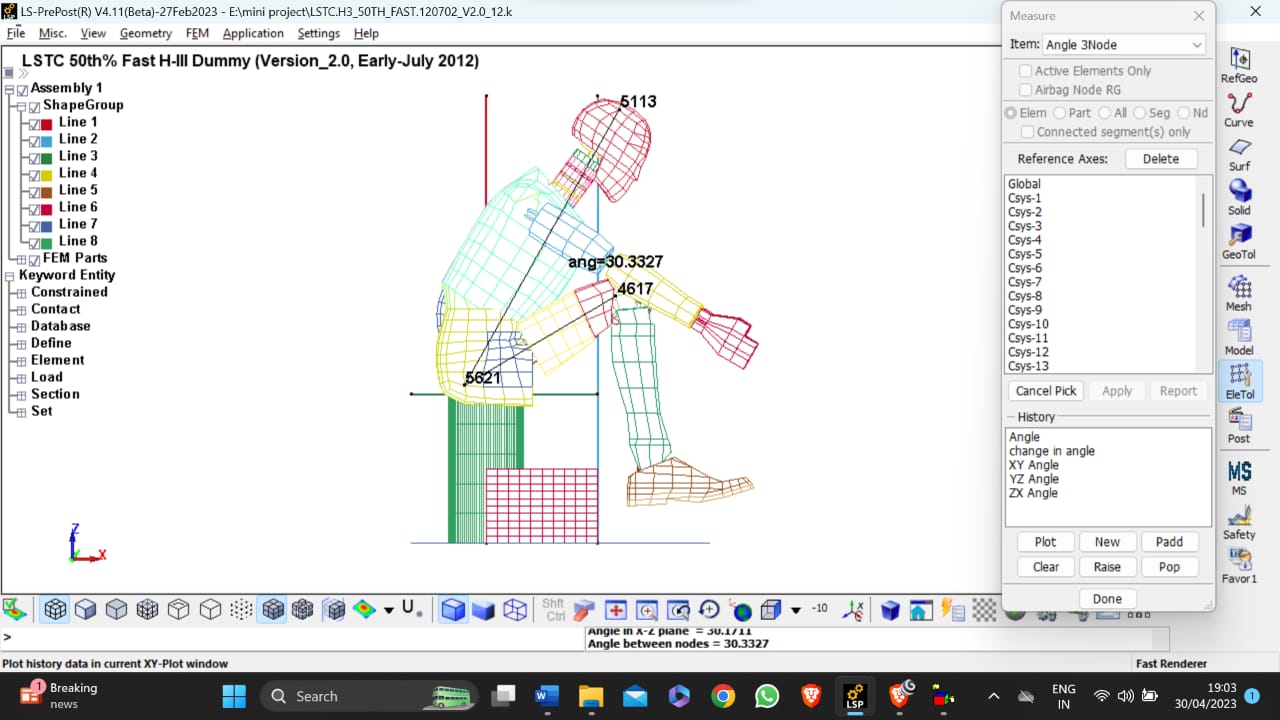 LS-PrePost(R) V4.11(Beta)-27Feb2023 - E:\mini project\LSTC.H3_50TH_FAST.120702_V2.0_12.k
File Misc. View Geometry FEM Application Settings Help
LSTC 50th% Fast H-III Dummy (Version_2.0, Early-July 2012)
Assembly 1
ShapeGroup
Line 1
Line 2
Line 3
Line 4
Line 5
Line 6
Line 7
Line 8
FEM Parts
Keyword Entity
Constrained
Contact
Database
Define
Element
Load
Section
Set
5113
ang=30.3327
4617
5621
Z
X
Measure
Item: Angle 3Node
Active Elements Only
Airbag Node RG
Elem Part All Seg Nd
Connected segment(s) only
Reference Axes: Delete
Global
Csys-1
Csys-2
Csys-3
Csys-4
Csys-5
Csys-6
Csys-7
Csys-8
Csys-9
Csys-10
Csys-11
Csys-12
Csys-13
Cancel Pick Apply Report
History
Angle
change in angle
XY Angle
YZ Angle
ZX Angle
Plot New Padd
Clear Raise Pop
Done
RefGeo
Curve
Surf
Solid
GeoTol
Mesh
Model
EleTol
Post
MS
MS
Safety
Favor1
Shft
Ctrl
-10
>
Angle in X-Z plane = 30.1711
Angle between nodes = 30.3327
Plot history data in current XY-Plot window
Fast Renderer
1
Breaking
news
Search
LSP
ENG
IN
19:03
30/04/2023
1